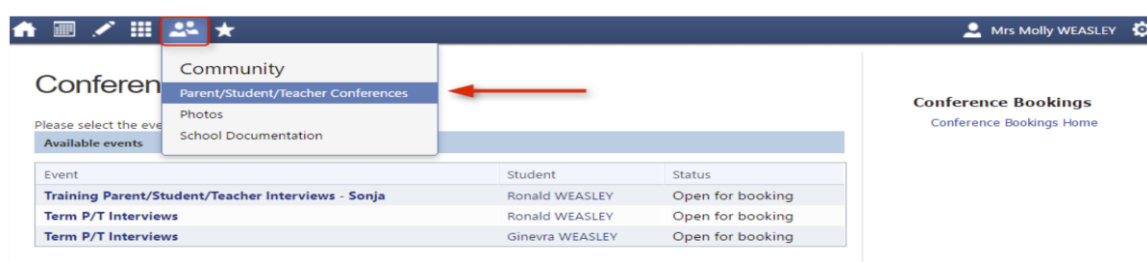 Mrs Molly WEASLEY
Community
Parent/Student/Teacher Conferences
Photos
School Documentation
Conferen
Please select the eve
Available events
Event Student Status
Training Parent/Student/Teacher Interviews - Sonja Ronald WEASLEY Open for booking
Term P/T Interviews Ronald WEASLEY Open for booking
Term P/T Interviews Ginevra WEASLEY Open for booking
Conference Bookings
Conference Bookings Home